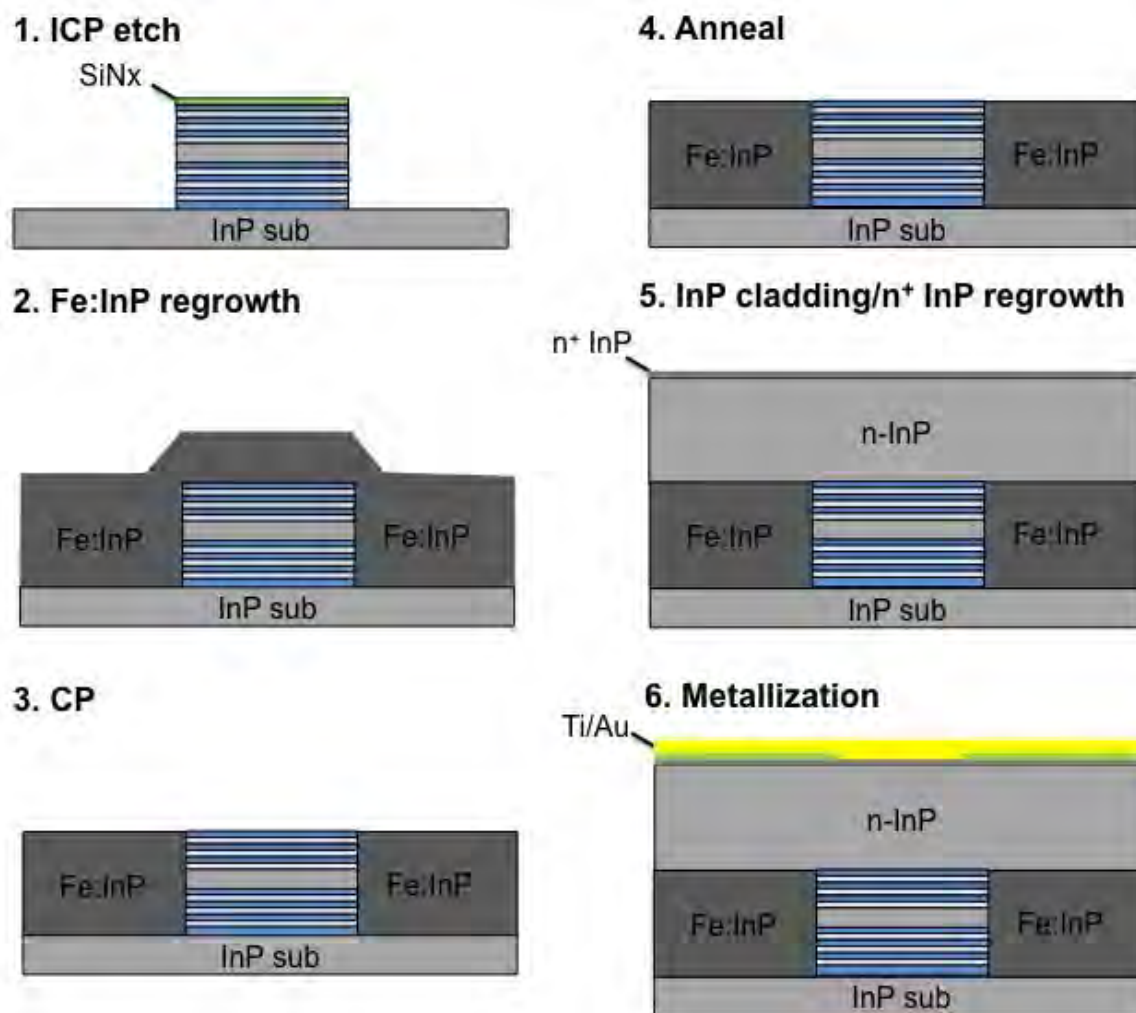 1. ICP etch
SiNx
InP sub
2. Fe:InP regrowth
Fe:InP
Fe:InP
InP sub
3. CP
Fe:InP
Fe:InP
InP sub
4. Anneal
Fe:InP
Fe:InP
InP sub
5. InP cladding/n⁺ InP regrowth
n⁺ InP
n-InP
Fe:InP
Fe:InP
InP sub
6. Metallization
Ti/Au
n-InP
Fe:InP
Fe:InP
InP sub